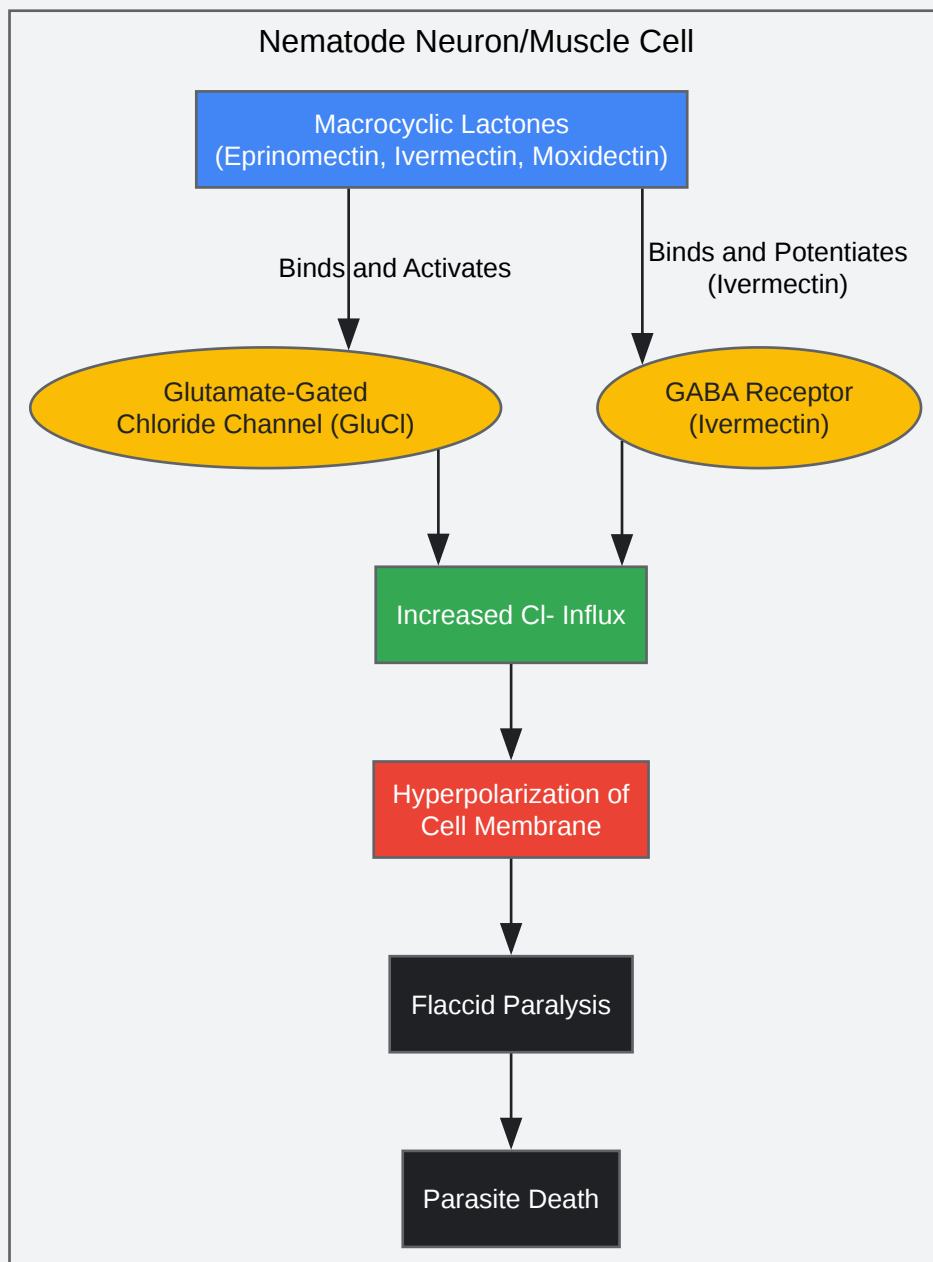 Nematode Neuron/Muscle Cell
Macrocyclic Lactones
(Eprinomectin, Ivermectin, Moxidectin)
Binds and Activates
Binds and Potentiates
(Ivermectin)
Glutamate-Gated
Chloride Channel (GluCl)
GABA Receptor
(Ivermectin)
Increased Cl- Influx
Hyperpolarization of
Cell Membrane
Flaccid Paralysis
Parasite Death